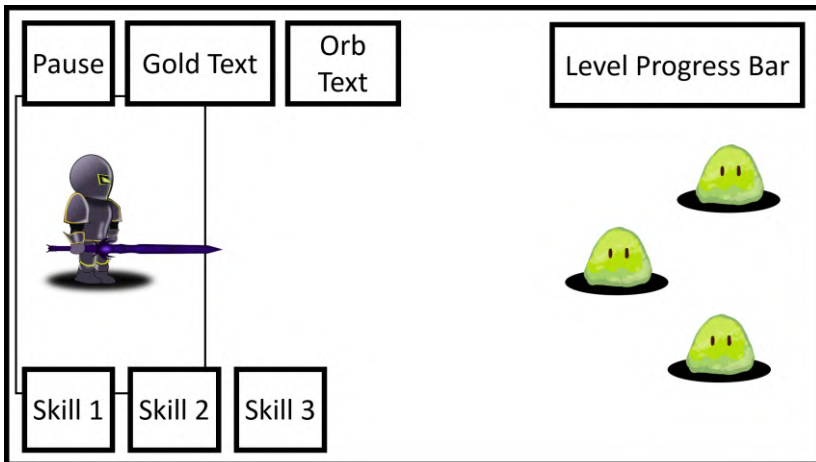 Pause
Gold Text
Orb
Text
Level Progress Bar
Skill 1
Skill 2
Skill 3